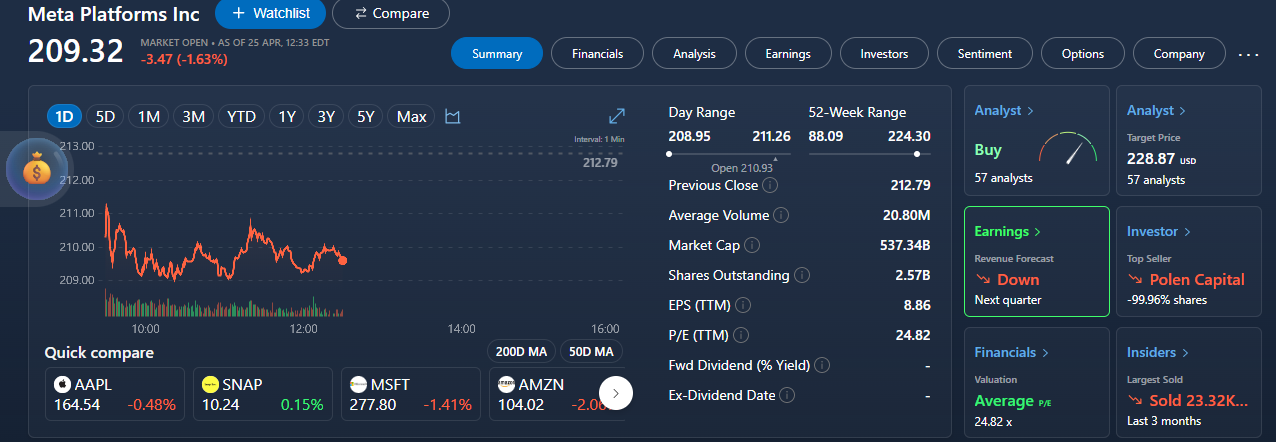 Meta Platforms Inc
+ Watchlist
Compare
209.32
MARKET OPEN • AS OF 25 APR, 12:33 EDT
-3.47 (-1.63%)
Summary
Financials
Analysis
Earnings
Investors
Sentiment
Options
Company
...
1D 5D 1M 3M YTD 1Y 3Y 5Y Max
Interval: 1 Min
213.00
212.79
212.00
211.00
210.00
209.00
10:00 12:00 14:00 16:00
Quick compare
200D MA
50D MA
AAPL
164.54 -0.48%
SNAP
10.24 0.15%
MSFT
277.80 -1.41%
AMZN
104.02
Day Range
208.95 211.26
Open 210.93
52-Week Range
88.09 224.30
Previous Close 212.79
Average Volume 20.80M
Market Cap 537.34B
Shares Outstanding 2.57B
EPS (TTM) 8.86
P/E (TTM) 24.82
Fwd Dividend (% Yield) -
Ex-Dividend Date -
Analyst
Buy
57 analysts
Analyst
Target Price
228.87 USD
57 analysts
Earnings
Revenue Forecast
Down
Next quarter
Investor
Top Seller
Polen Capital
-99.96% shares
Financials
Valuation
Average P/E
24.82 x
Insiders
Largest Sold
Sold 23.32K...
Last 3 months